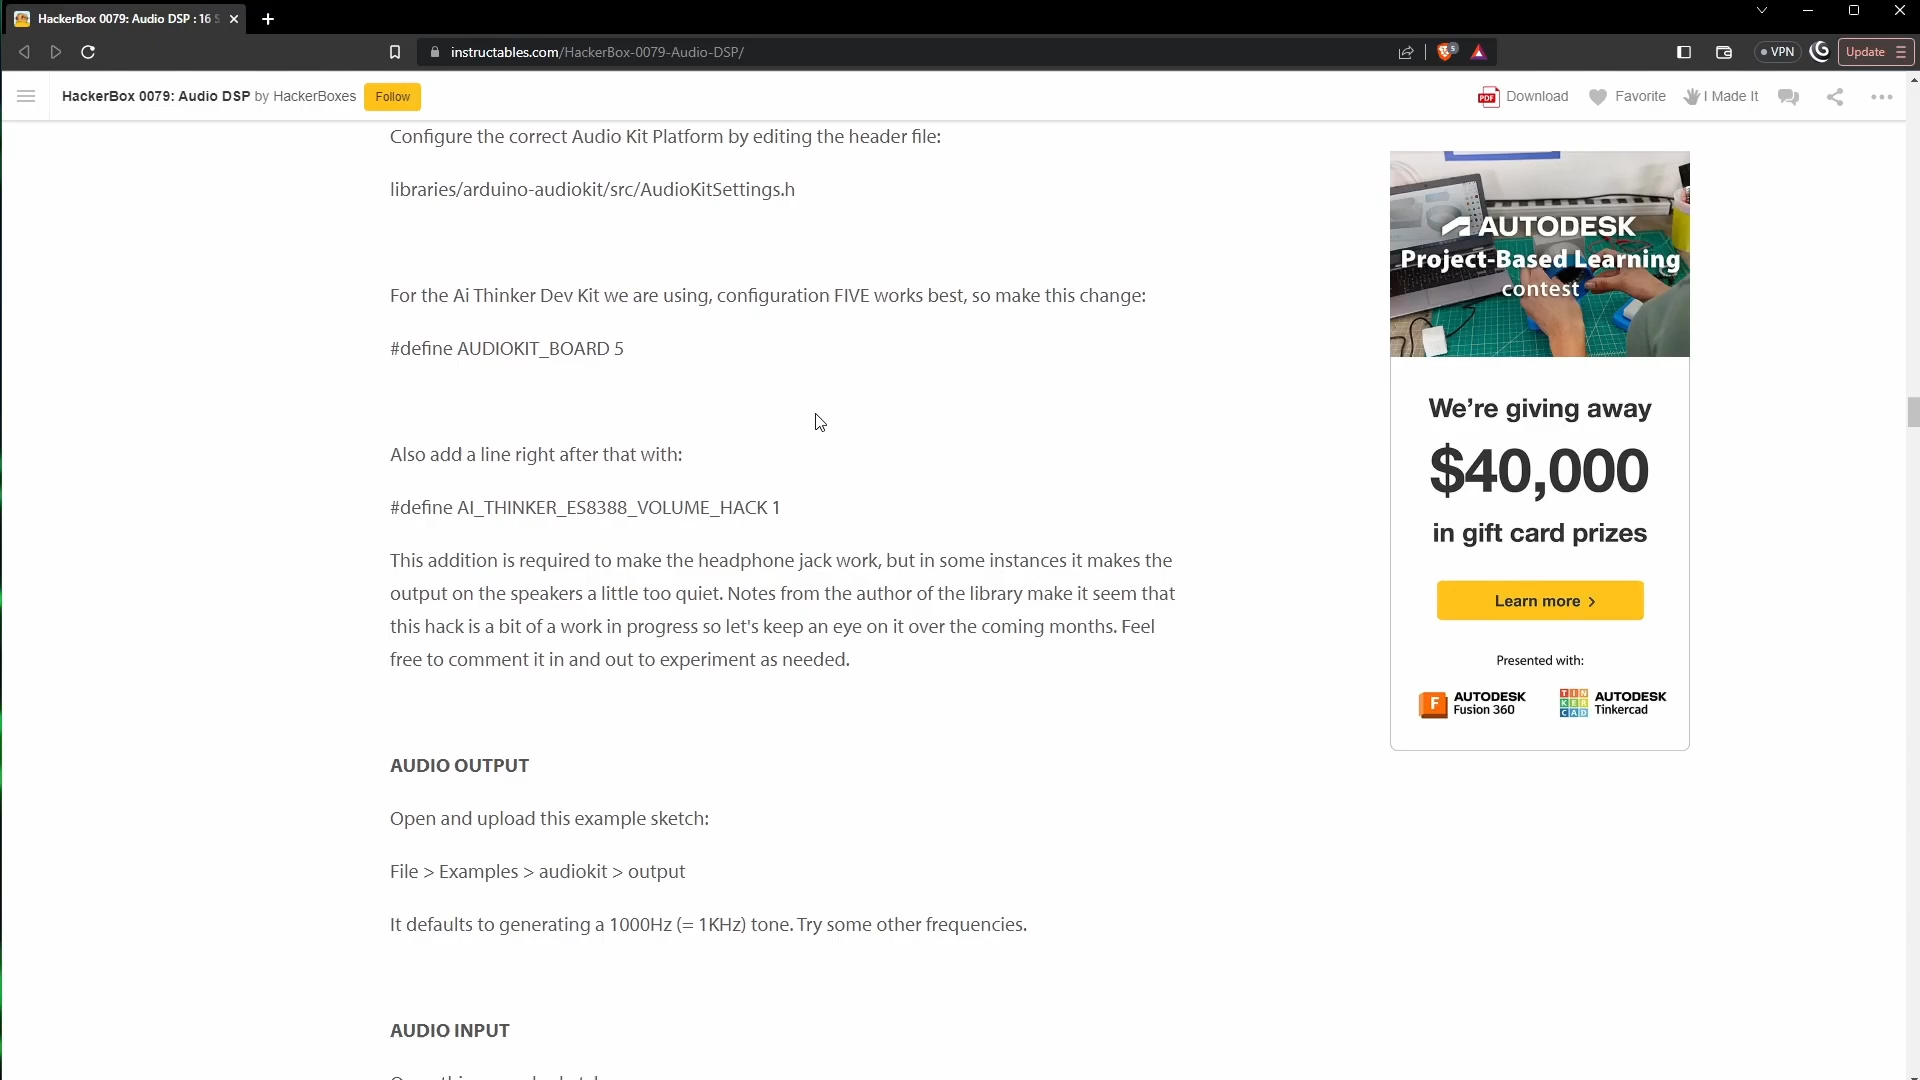 HackerBox 0079: Audio DSP : 16 S
instructables.com/HackerBox-0079-Audio-DSP/
5
VPN
Update
HackerBox 0079: Audio DSP by HackerBoxes
Follow
PDF
Download
Favorite
I Made It
Configure the correct Audio Kit Platform by editing the header file:
libraries/arduino-audiokit/src/AudioKitSettings.h
For the Ai Thinker Dev Kit we are using, configuration FIVE works best, so make this change:
#define AUDIOKIT_BOARD 5
Also add a line right after that with:
#define AI_THINKER_ES8388_VOLUME_HACK 1
This addition is required to make the headphone jack work, but in some instances it makes the
output on the speakers a little too quiet. Notes from the author of the library make it seem that
this hack is a bit of a work in progress so let's keep an eye on it over the coming months. Feel
free to comment it in and out to experiment as needed.
AUDIO OUTPUT
Open and upload this example sketch:
File > Examples > audiokit > output
It defaults to generating a 1000Hz (= 1KHz) tone. Try some other frequencies.
AUDIO INPUT
AUTODESK
Project-Based Learning
contest
We're giving away
$40,000
in gift card prizes
Learn more >
Presented with:
F
AUTODESK
Fusion 360
TIN
KER
CAD
AUTODESK
Tinkercad